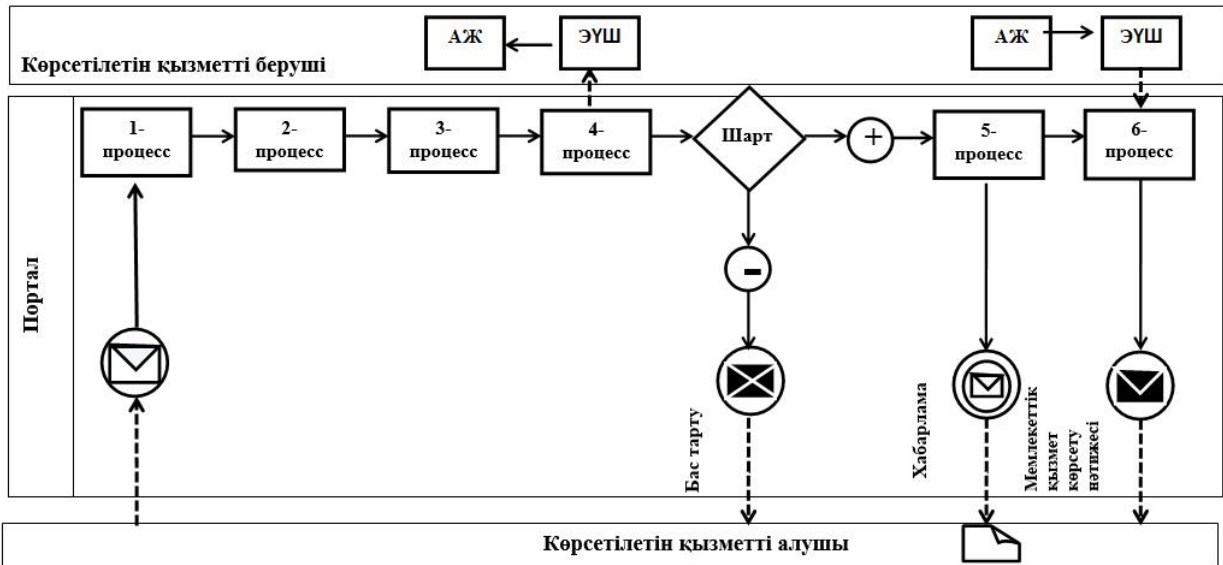 АЖ
ЭҮШ
АЖ
ЭҮШ
Көрсетілетін қызметті беруші
1-
процесс
2-
процесс
3-
процесс
4-
процесс
Шарт
+
5-
процесс
6-
процесс
-
Портал
Бас тарту
Хабарлама
Мемлекеттік
қызмет
көрсету
нәтижесі
Көрсетілетін қызметті алушы